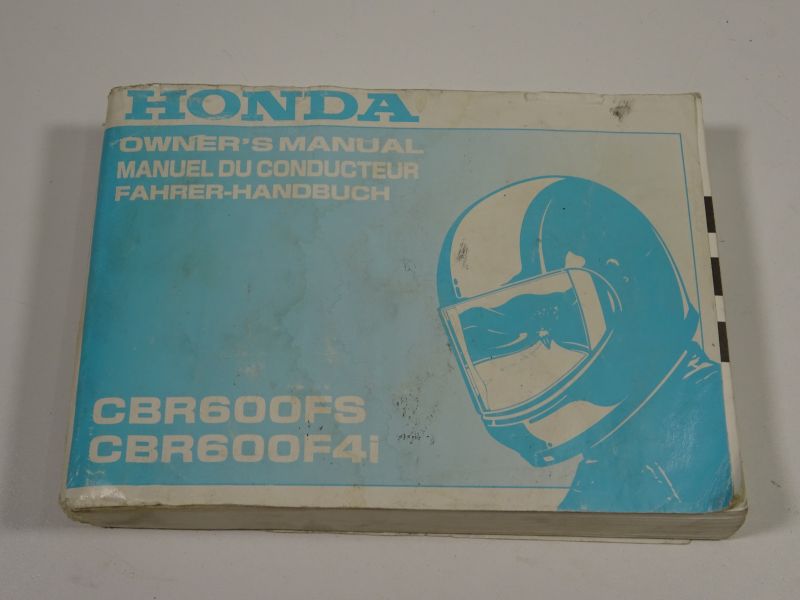 HONDA
OWNER'S MANUAL
MANUEL DU CONDUCTEUR
FAHRER-HANDBUCH
CBR600FS
CBR600F4i